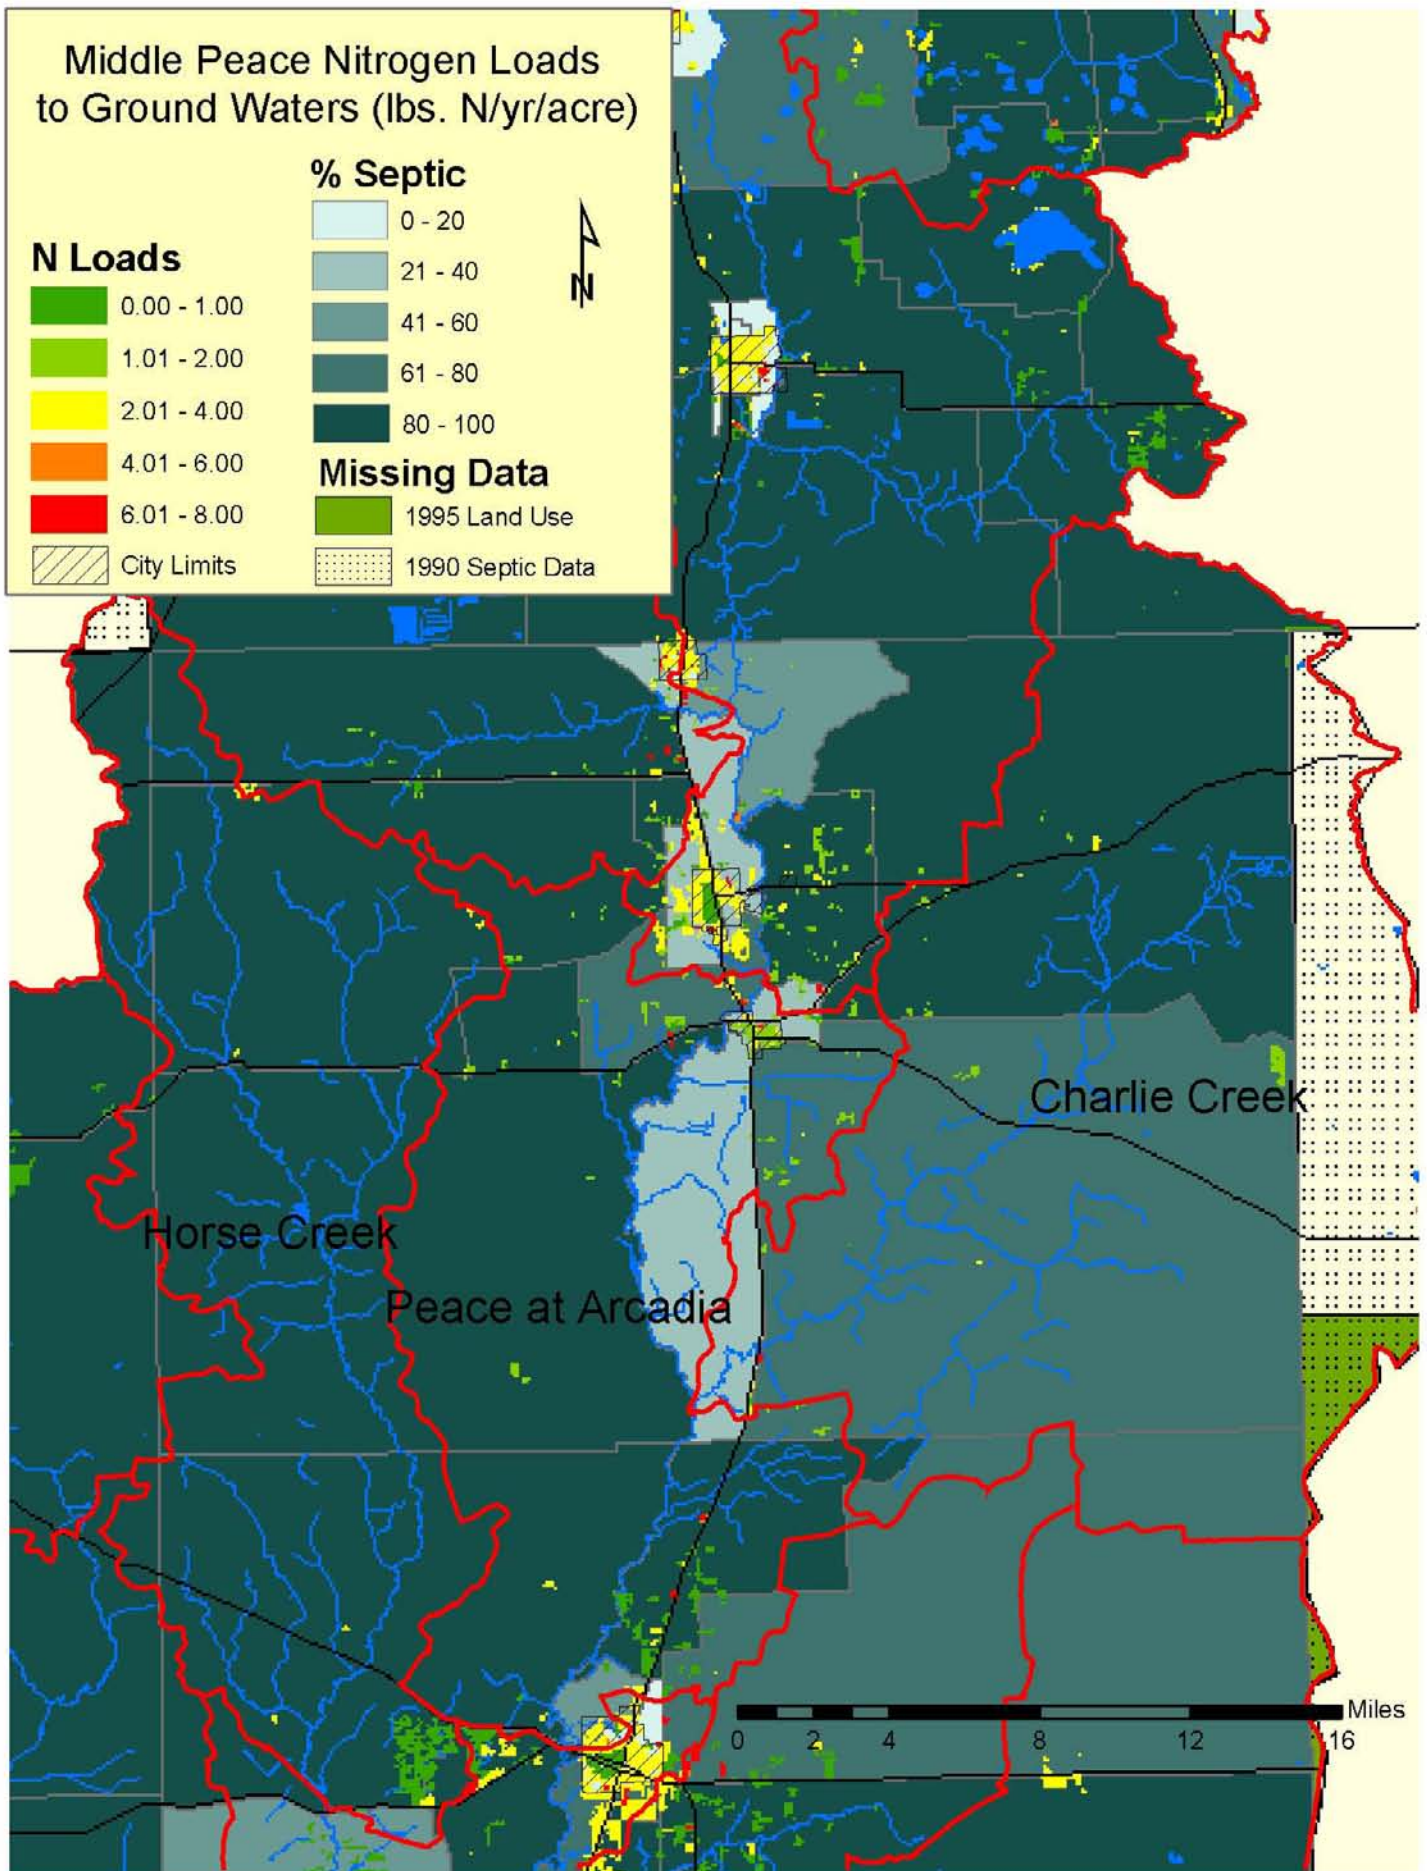 Middle Peace Nitrogen Loads
to Ground Waters (lbs. N/yr/acre)
N Loads
0.00 - 1.00
1.01 - 2.00
2.01 - 4.00
4.01 - 6.00
6.01 - 8.00
City Limits
% Septic
0 - 20
21 - 40
41 - 60
61 - 80
80 - 100
Missing Data
1995 Land Use
1990 Septic Data
N
Charlie Creek
Horse Creek
Peace at Arcadia
Miles
0 2 4 8 12 16